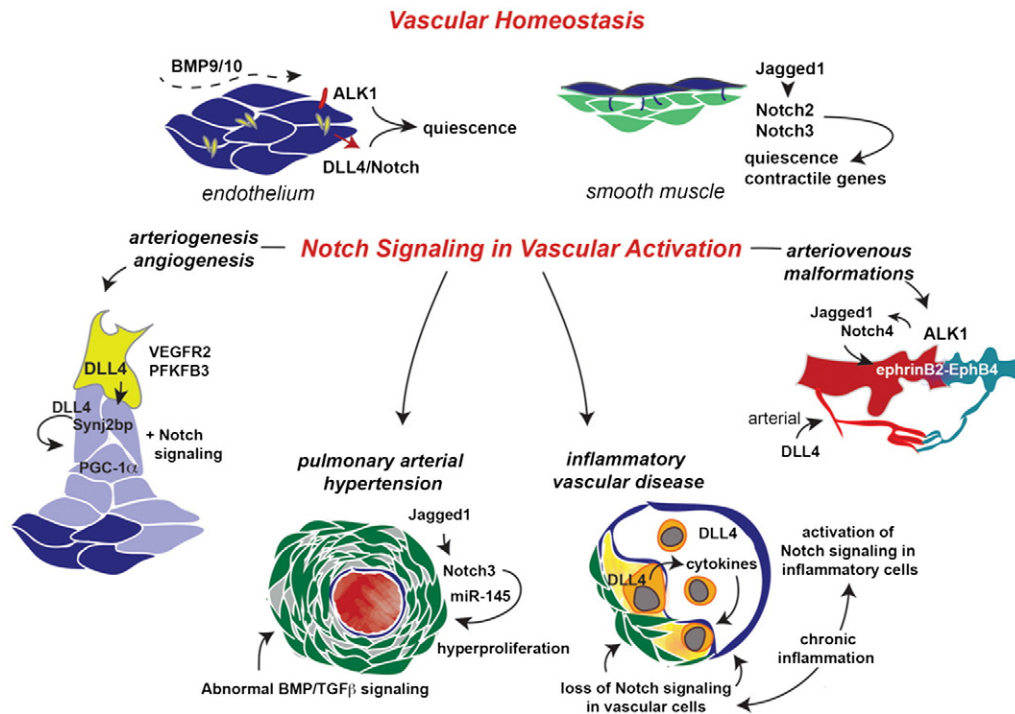 Vascular Homeostasis
BMP9/10
ALK1
quiescence
DLL4/Notch
endothelium
Jagged1
Notch2
Notch3
quiescence
contractile genes
smooth muscle
Notch Signaling in Vascular Activation
arteriogenesis
angiogenesis
DLL4
VEGFR2
PFKFB3
DLL4
Synj2bp
+ Notch
signaling
PGC-1α
arteriovenous
malformations
Jagged1
Notch4
ALK1
ephrinB2-EphB4
arterial
DLL4
pulmonary arterial
hypertension
Jagged1
Notch3
miR-145
hyperproliferation
Abnormal BMP/TGFβ signaling
inflammatory
vascular disease
DLL4
DLL4
cytokines
loss of Notch signaling
in vascular cells
activation of
Notch signaling in
inflammatory cells
chronic
inflammation